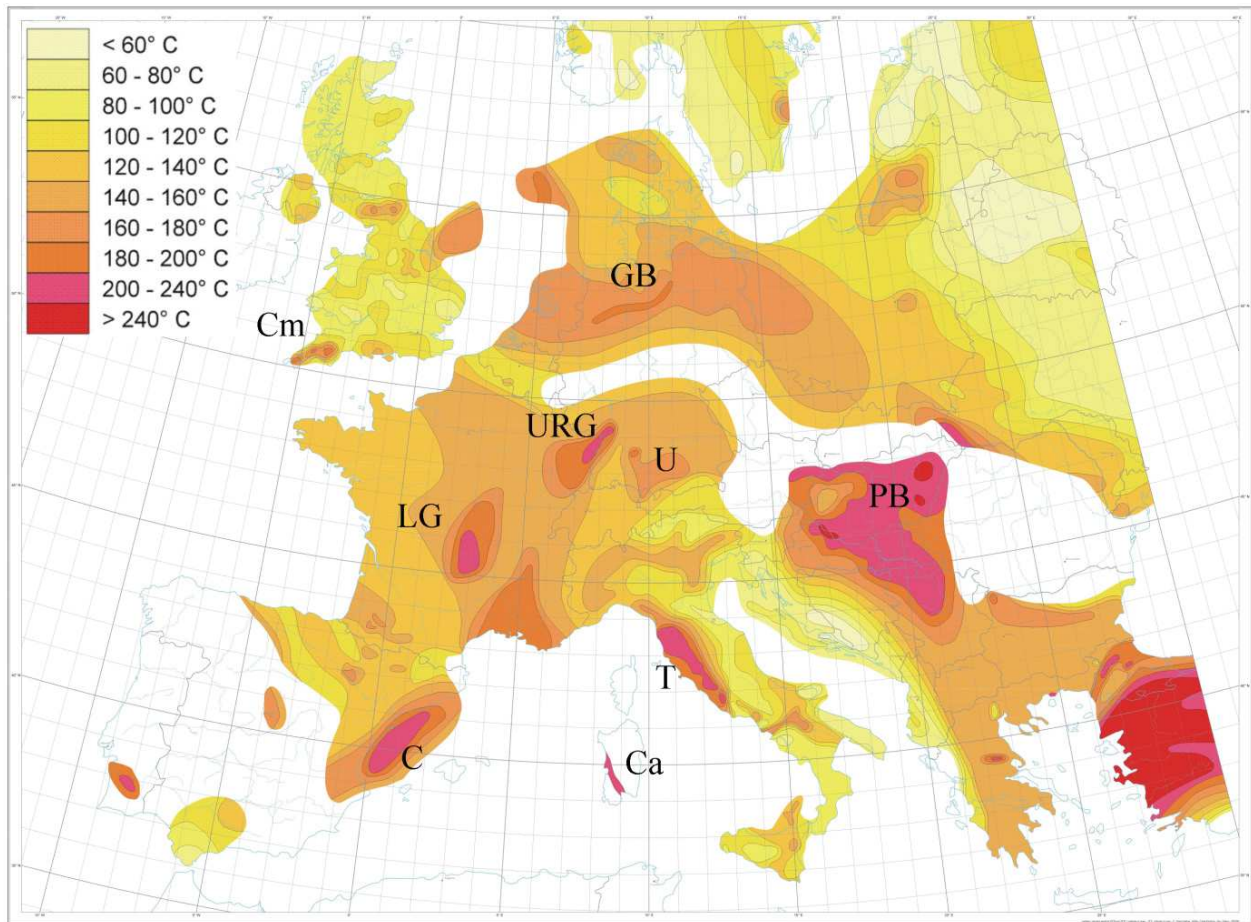 < 60° C
60 - 80° C
80 - 100° C
100 - 120° C
120 - 140° C
140 - 160° C
160 - 180° C
180 - 200° C
200 - 240° C
> 240° C
GB
Cm
URG
U
PB
LG
T
C
Ca